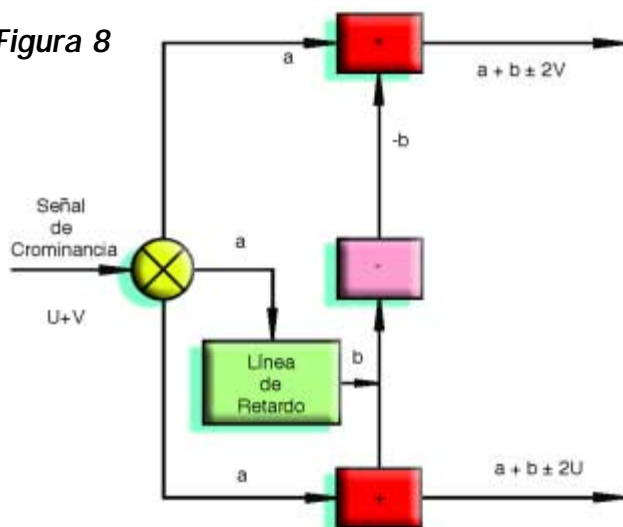 Figura 8
+
a
a + b ± 2V
-b
Señal
de
Crominancia
a
-
U+V
Línea
de
Retardo
b
a
+
a + b ± 2U